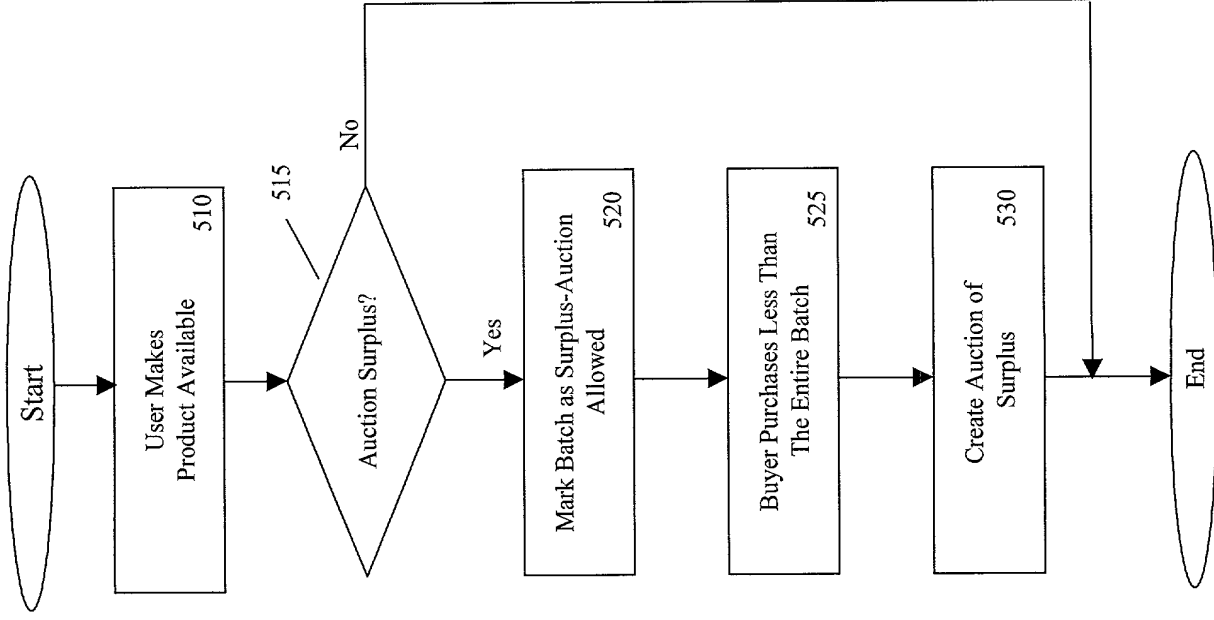 Start
User Makes
Product Available
510
515
Auction Surplus?
No
Yes
Mark Batch as Surplus-Auction
Allowed
520
Buyer Purchases Less Than
The Entire Batch
525
Create Auction of
Surplus
530
End